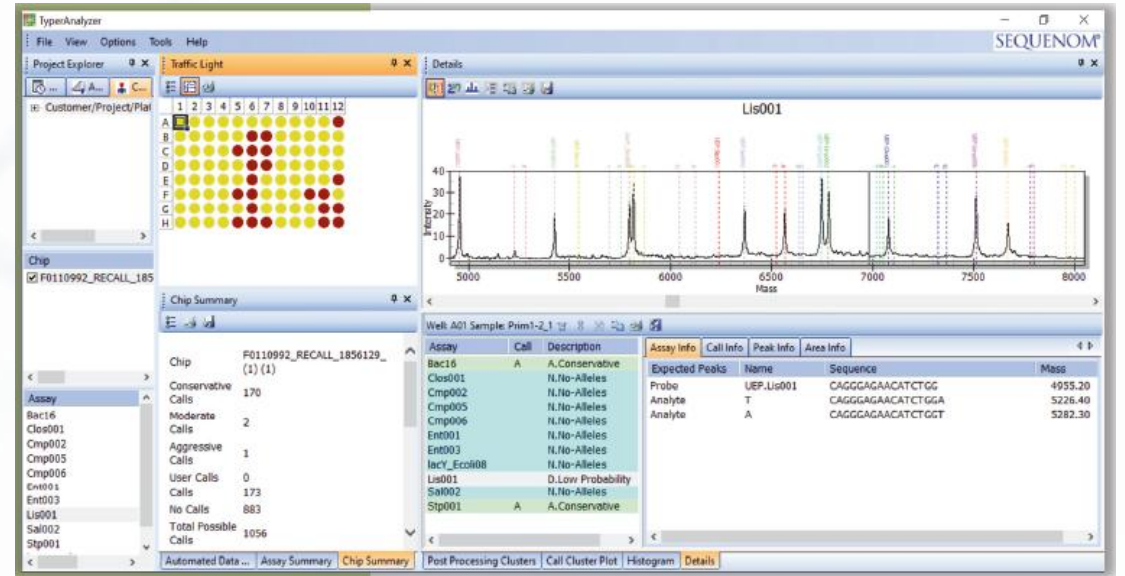 TyperAnalyzer
File View Options Tools Help
SEQUENOM
Project Explorer
A...
C...
Customer/Project/Plat
Traffic Light
1 2 3 4 5 6 7 8 9 10 11 12
A
B
C
D
E
F
G
H
Chip
F0110992_RECALL_185
Assay
Bac16
Clos001
Cmp002
Cmp005
Cmp006
Ent001
Ent003
Lis001
Sal002
Stp001
Chip Summary
Chip F0110992_RECALL_1856129_
(1) (1)
Conservative
Calls 170
Moderate
Calls 2
Aggressive
Calls 1
User Calls 0
Calls 173
No Calls 883
Total Possible
Calls 1056
Automated Data ... Assay Summary Chip Summary
Details
Lis001
Intensity
40
30
20
10
0
5000 5500 6000 6500 7000 7500 8000
Mass
Well: A01 Sample: Prim1-2_1
Assay Call Description
Bac16 A A.Conservative
Clos001 N.No-Alleles
Cmp002 N.No-Alleles
Cmp005 N.No-Alleles
Cmp006 N.No-Alleles
Ent001 N.No-Alleles
Ent003 N.No-Alleles
lacY_Ecoli08 N.No-Alleles
Lis001 D.Low Probability
Sal002 N.No-Alleles
Stp001 A A.Conservative
Assay Info Call Info Peak Info Area Info
Expected Peaks Name Sequence Mass
Probe UEP.Lis001 CAGGGAGAACATCTGG 4955.20
Analyte T CAGGGAGAACATCTGGA 5226.40
Analyte A CAGGGAGAACATCTGGT 5282.30
Post Processing Clusters Call Cluster Plot Histogram Details